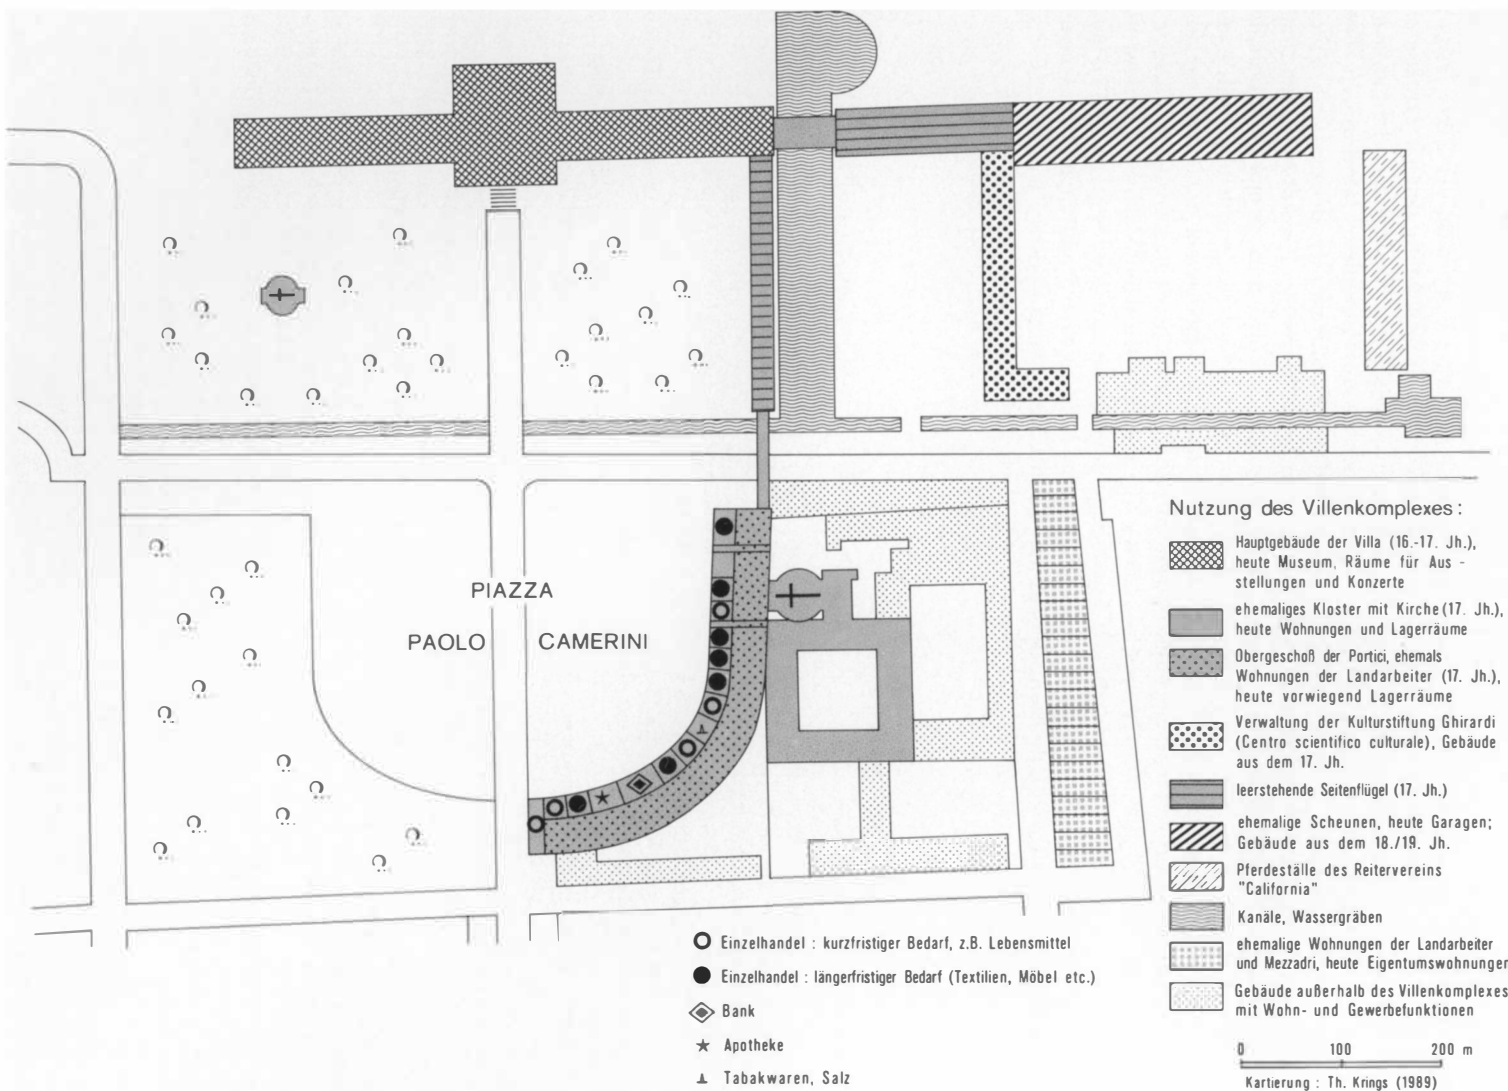 PIAZZA
PAOLO CAMERINI
Nutzung des Villenkomplexes:
Hauptgebäude der Villa (16.-17. Jh.),
heute Museum, Räume für Aus -
stellungen und Konzerte
ehemaliges Kloster mit Kirche (17. Jh.),
heute Wohnungen und Lagerräume
Obergeschoß der Portici, ehemals
Wohnungen der Landarbeiter (17. Jh.),
heute vorwiegend Lagerräume
Verwaltung der Kulturstiftung Ghirardi
(Centro scientifico culturale), Gebäude
aus dem 17. Jh.
leerstehende Seitenflügel (17. Jh.)
ehemalige Scheunen, heute Garagen;
Gebäude aus dem 18./19. Jh.
Pferdeställe des Reitervereins
"California"
Kanäle, Wassergräben
ehemalige Wohnungen der Landarbeiter
und Mezzadri, heute Eigentumswohnungen
Gebäude außerhalb des Villenkomplexes
mit Wohn- und Gewerbefunktionen
Einzelhandel : kurzfristiger Bedarf, z.B. Lebensmittel
Einzelhandel : längerfristiger Bedarf (Textilien, Möbel etc.)
Bank
Apotheke
Tabakwaren, Salz
0 100 200 m
Kartierung : Th. Krings (1989)